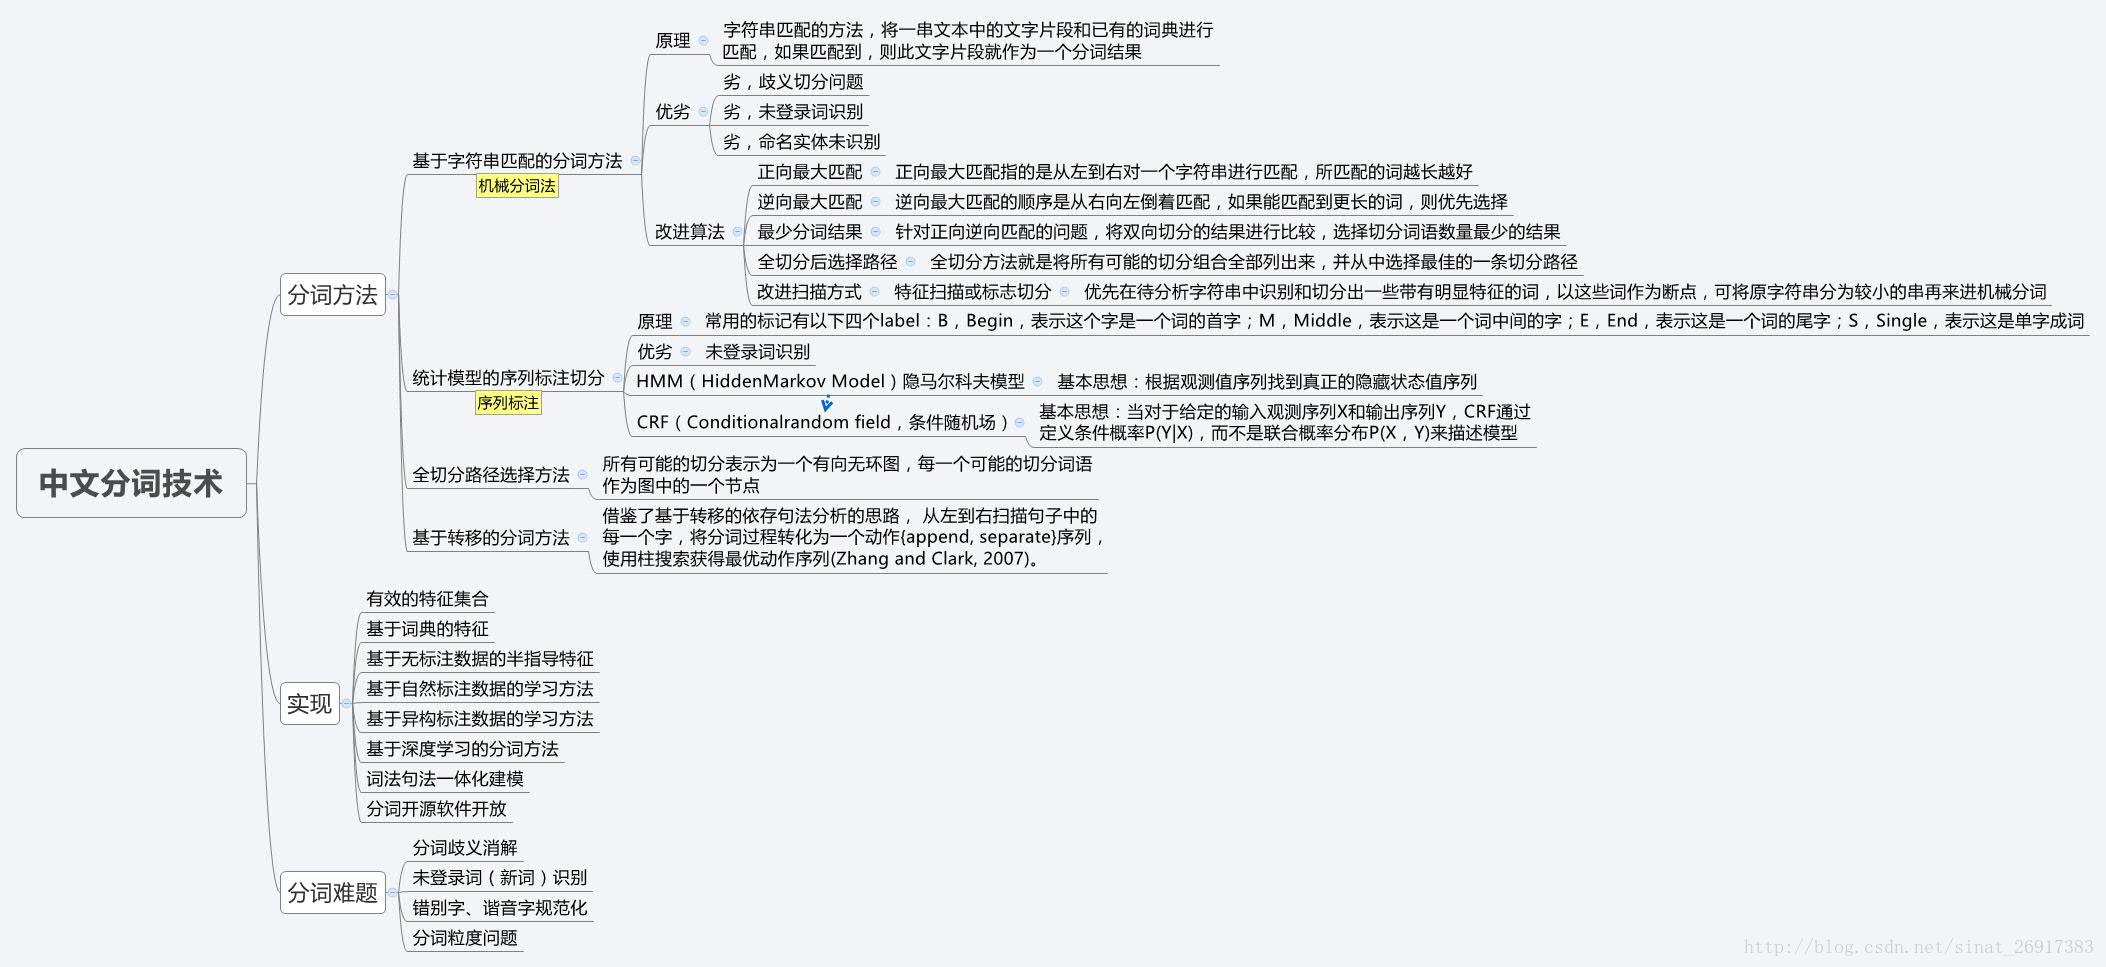 中文分词技术
分词方法
基于字符串匹配的分词方法
机械分词法
原理
字符串匹配的方法，将一串文本中的文字片段和已有的词典进行
匹配，如果匹配到，则此文字片段就作为一个分词结果
优劣
劣，歧义切分问题
劣，未登录词识别
劣，命名实体未识别
改进算法
正向最大匹配
正向最大匹配指的是从左到右对一个字符串进行匹配，所匹配的词越长越好
逆向最大匹配
逆向最大匹配的顺序是从右向左倒着匹配，如果能匹配到更长的词，则优先选择
最少分词结果
针对正向逆向匹配的问题，将双向切分的结果进行比较，选择切分词语数量最少的结果
全切分后选择路径
全切分方法就是将所有可能的切分组合全部列出来，并从中选择最佳的一条切分路径
改进扫描方式
特征扫描或标志切分
优先在待分析字符串中识别和切分出一些带有明显特征的词，以这些词作为断点，可将原字符串分为较小的串再来进机械分词
统计模型的序列标注切分
序列标注
原理
常用的标记有以下四个label：B，Begin，表示这个字是一个词的首字；M，Middle，表示这是一个词中间的字；E，End，表示这是一个词的尾字；S，Single，表示这是单字成词
优劣
未登录词识别
HMM（HiddenMarkov Model）隐马尔科夫模型
基本思想：根据观测值序列找到真正的隐藏状态值序列
CRF（Conditionalrandom field，条件随机场）
基本思想：当对于给定的输入观测序列X和输出序列Y，CRF通过
定义条件概率P(Y|X)，而不是联合概率分布P(X，Y)来描述模型
全切分路径选择方法
所有可能的切分表示为一个有向无环图，每一个可能的切分词语
作为图中的一个节点
基于转移的分词方法
借鉴了基于转移的依存句法分析的思路， 从左到右扫描句子中的
每一个字，将分词过程转化为一个动作{append, separate}序列，
使用柱搜索获得最优动作序列(Zhang and Clark, 2007)。
实现
有效的特征集合
基于词典的特征
基于无标注数据的半指导特征
基于自然标注数据的学习方法
基于异构标注数据的学习方法
基于深度学习的分词方法
词法句法一体化建模
分词开源软件开放
分词难题
分词歧义消解
未登录词（新词）识别
错别字、谐音字规范化
分词粒度问题
http://blog.csdn.net/sinat_26917383